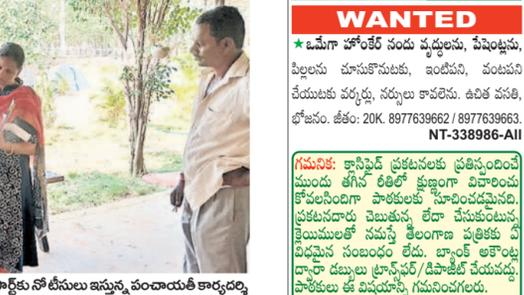 WANTED
★ఒమేగా హోంకేర్ నందు వృద్ధులను, పేషెంట్లను,
పిల్లలను చూసుకొనుటకు, ఇంటిపని, వంటపని
చేయుటకు వర్కర్లు, నర్సులు కావలెను. ఉచిత వసతి,
భోజనం. జీతం: 20K. 8977639662 / 8977639663.
NT-338986-All
గమనిక: క్లాసిఫైడ్ ప్రకటనలకు ప్రతిస్పందించే
ముందు తగిన రీతిలో క్షుణ్ణంగా విచారించు
కోవలసిందిగా పాఠకులకు సూచించడమైనది.
ప్రకటనదారు చెబుతున్న లేదా చేసుకుంటున్న
క్లెయిములతో నమస్తే తెలంగాణ పత్రికకు ఏ
విధమైన సంబంధం లేదు. బ్యాంక్ అకౌంట్ల
ద్వారా డబ్బులు ట్రాన్స్‌ఫర్ /డిపాజిట్ చేయవద్దు.
పాఠకులు ఈ విషయాన్ని గమనించగలరు.
నోటీసులు ఇస్తున్న పంచాయతీ కార్యదర్శి